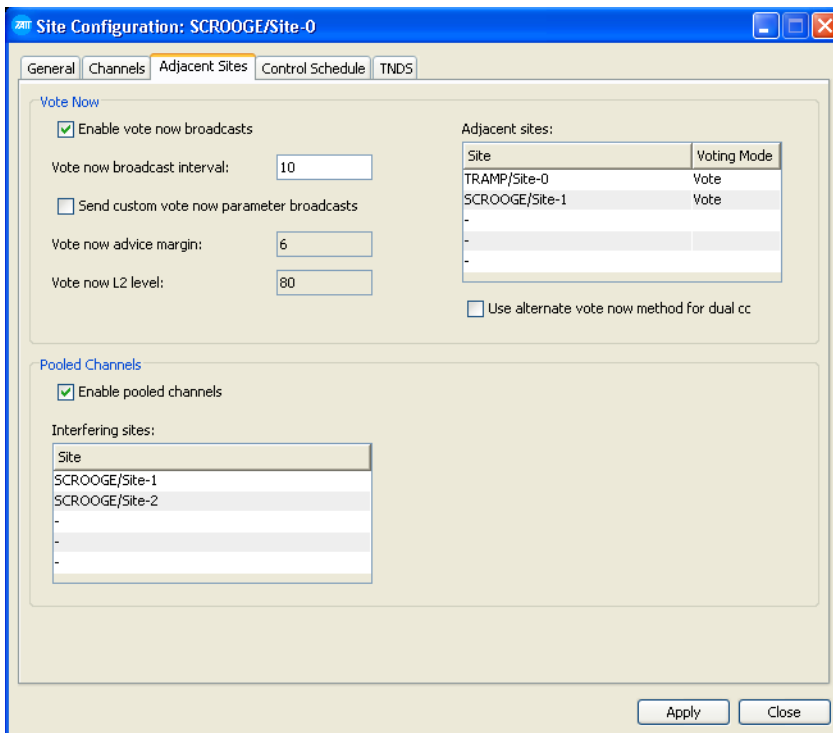 TAIT Site Configuration: SCROOGE/Site-0
General Channels Adjacent Sites Control Schedule TNDS
Vote Now
Enable vote now broadcasts
Vote now broadcast interval: 10
Send custom vote now parameter broadcasts
Vote now advice margin: 6
Vote now L2 level: 80
Adjacent sites:
Site Voting Mode
TRAMP/Site-0 Vote
SCROOGE/Site-1 Vote
-
-
-
Use alternate vote now method for dual cc
Pooled Channels
Enable pooled channels
Interfering sites:
Site
SCROOGE/Site-1
SCROOGE/Site-2
-
-
-
Apply Close